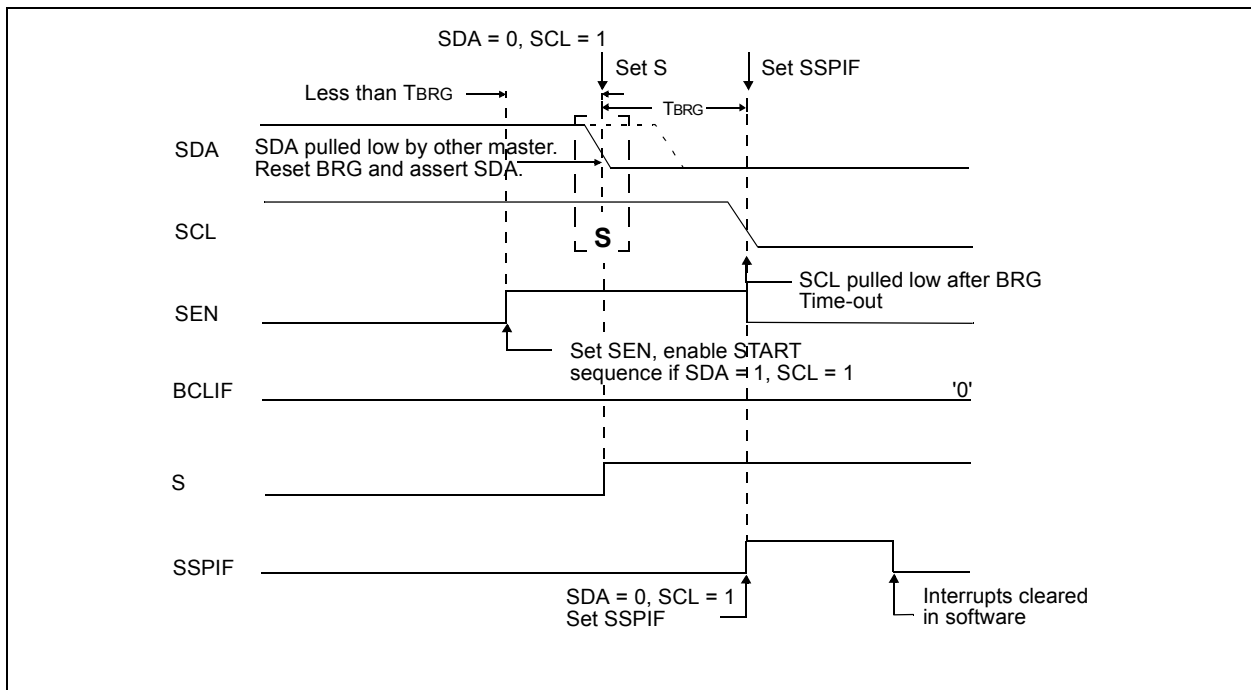 SDA = 0, SCL = 1
Set S
Set SSPIF
Less than TBRG
TBRG
SDA
SDA pulled low by other master.
Reset BRG and assert SDA.
SCL
S
SCL pulled low after BRG
Time-out
SEN
Set SEN, enable START
sequence if SDA = 1, SCL = 1
BCLIF
'0'
S
SSPIF
SDA = 0, SCL = 1
Set SSPIF
Interrupts cleared
in software